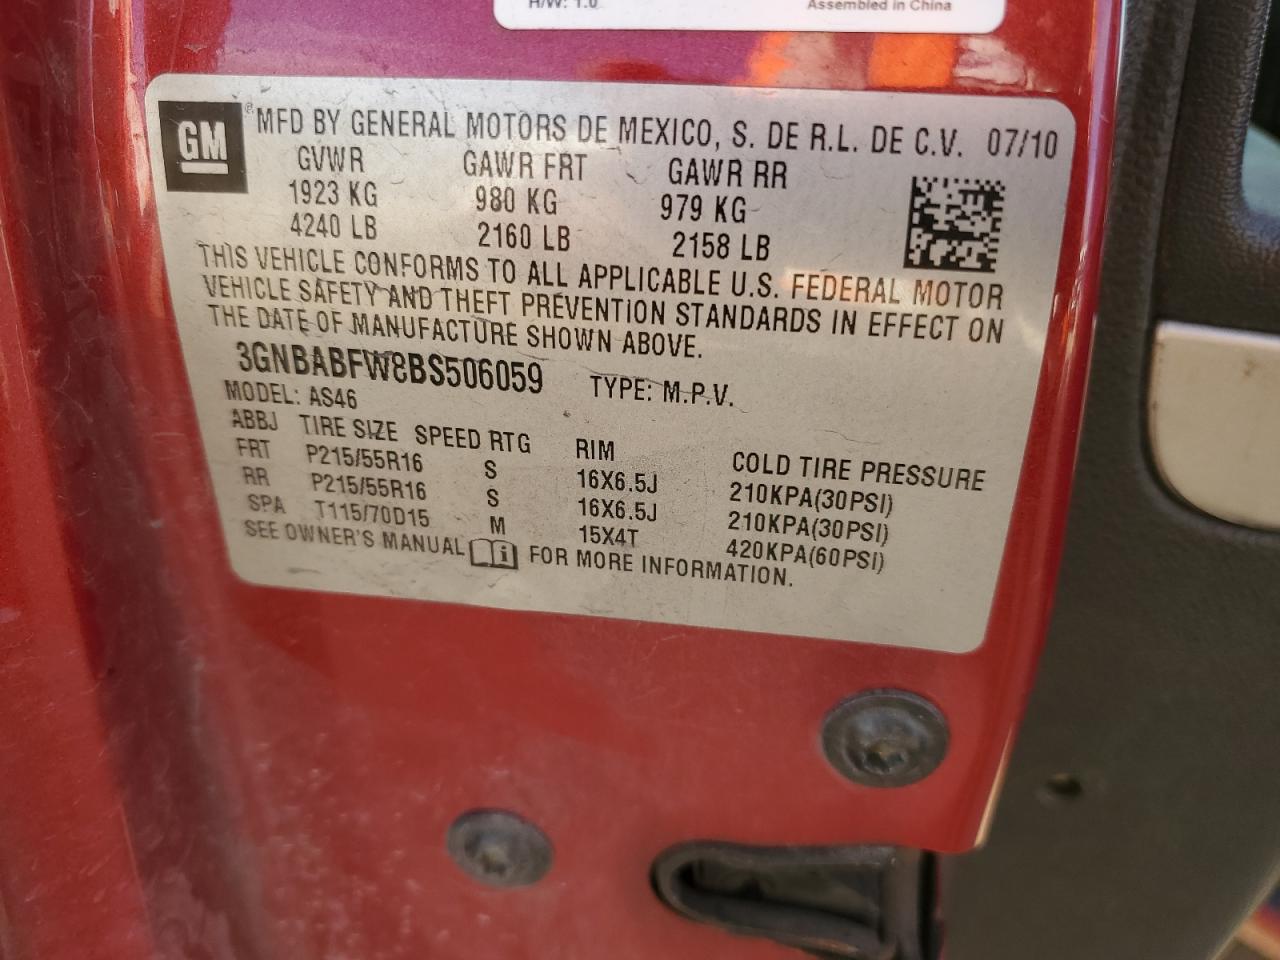 H/W: 1.0 Assembled in China
GM
® MFD BY GENERAL MOTORS DE MEXICO, S. DE R.L. DE C.V. 07/10
GVWR GAWR FRT GAWR RR
1923 KG 980 KG 979 KG
4240 LB 2160 LB 2158 LB
THIS VEHICLE CONFORMS TO ALL APPLICABLE U.S. FEDERAL MOTOR
VEHICLE SAFETY AND THEFT PREVENTION STANDARDS IN EFFECT ON
THE DATE OF MANUFACTURE SHOWN ABOVE.
3GNBABFW8BS506059 TYPE: M.P.V.
MODEL: AS46
ABBJ TIRE SIZE SPEED RTG RIM COLD TIRE PRESSURE
FRT P215/55R16 S 16X6.5J 210KPA(30PSI)
RR P215/55R16 S 16X6.5J 210KPA(30PSI)
SPA T115/70D15 M 15X4T 420KPA(60PSI)
SEE OWNER'S MANUAL i FOR MORE INFORMATION.